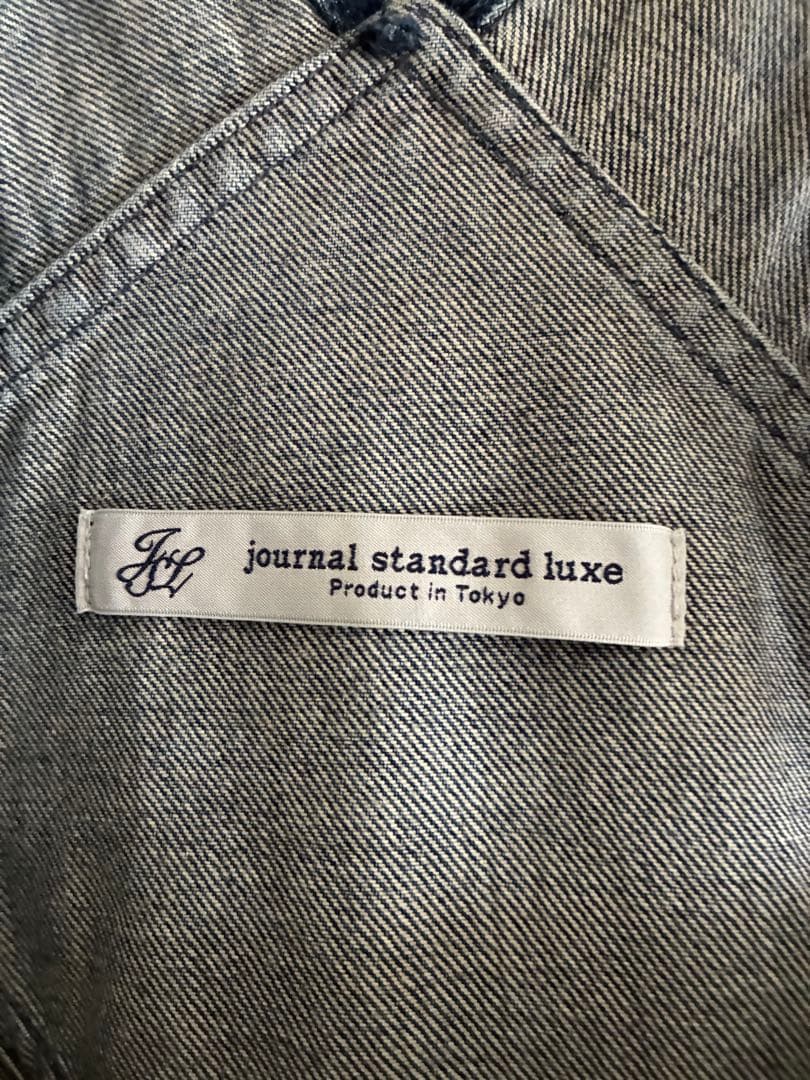 JSL journal standard luxe
Product in Tokyo